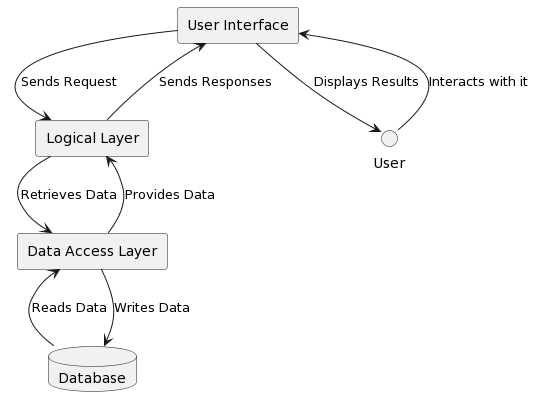 User Interface
Sends Request
Sends Responses
Displays Results
Interacts with it
Logical Layer
User
Retrieves Data
Provides Data
Data Access Layer
Reads Data
Writes Data
Database